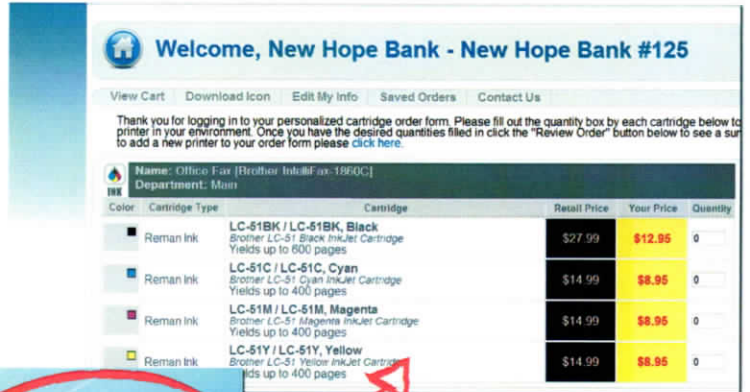 Welcome, New Hope Bank - New Hope Bank #125
View Cart Download Icon Edit My Info Saved Orders Contact Us
Thank you for logging in to your personalized cartridge order form. Please fill out the quantity box by each cartridge below to
printer in your environment. Once you have the desired quantities filled in click the "Review Order" button below to see a
to add a new printer to your order form please click here.
INK
Name: Office Fax [Brother IntelliFax-1860C]
Department: Main
Color Cartridge Type Cartridge Retail Price Your Price Quantity
LC-51BK / LC-51BK, Black
Reman Ink Brother LC-51 Black InkJet Cartridge $27.99 $12.95 0
Yields up to 600 pages
LC-51C / LC-51C, Cyan
Reman Ink Brother LC-51 Cyan InkJet Cartridge $14.99 $8.95 0
Yields up to 400 pages
LC-51M / LC-51M, Magenta
Reman Ink Brother LC-51 Magenta InkJet Cartridge $14.99 $8.95 0
Yields up to 400 pages
LC-51Y / LC-51Y, Yellow
Reman Ink Brother LC-51 Yellow InkJet Cartridge $14.99 $8.95 0
up to 400 pages